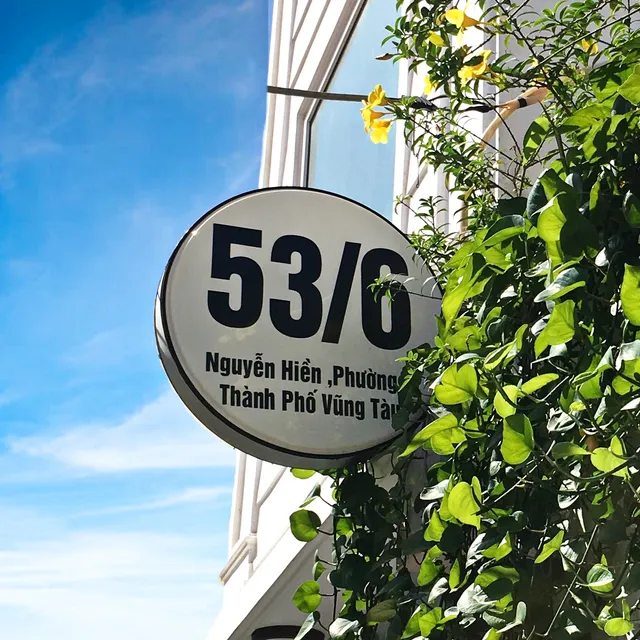 53/6
Nguyễn Hiền ,Phường
Thành Phố Vũng Tàu